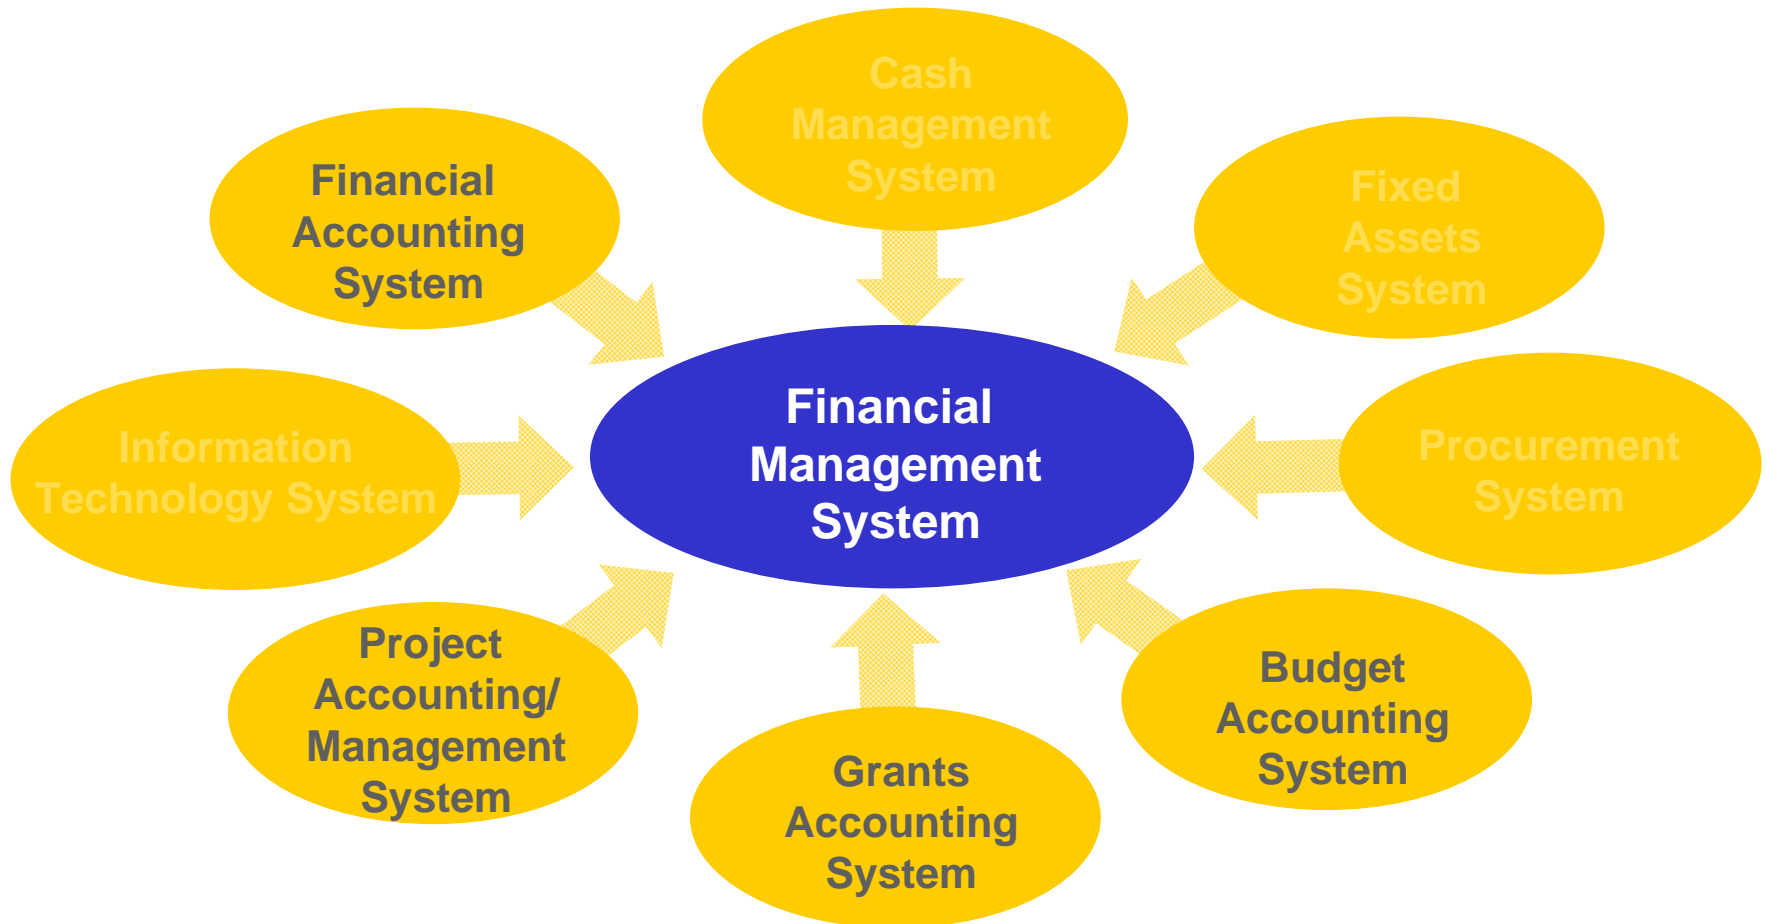 Cash
Management
System
Financial
Accounting
System
Fixed
Assets
System
Financial
Management
System
Information
Technology System
Procurement
System
Project
Accounting/
Management
System
Budget
Accounting
System
Grants
Accounting
System